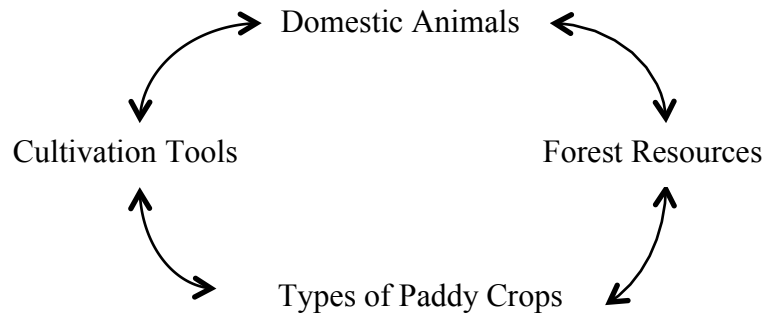 Domestic Animals
Cultivation Tools
Forest Resources
Types of Paddy Crops